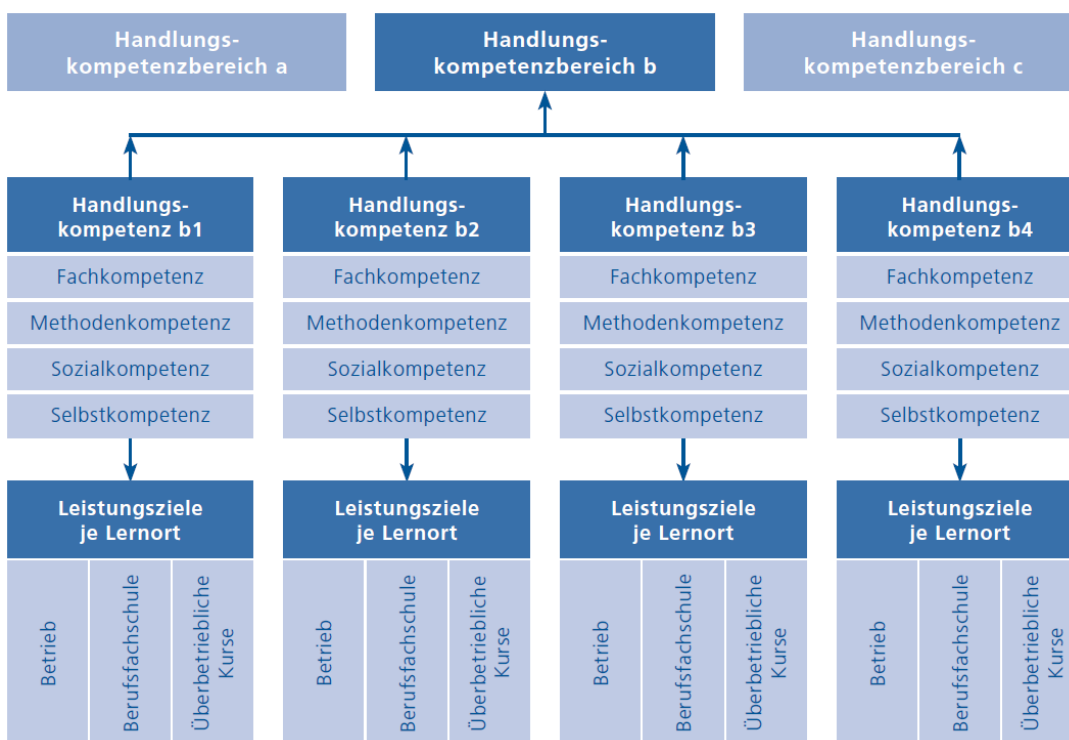 Handlungs-
kompetenzbereich a
Handlungs-
kompetenzbereich b
Handlungs-
kompetenzbereich c
Handlungs-
kompetenz b1
Fachkompetenz
Methodenkompetenz
Sozialkompetenz
Selbstkompetenz
Leistungsziele
je Lernort
Betrieb
Berufsfachschule
Überbetriebliche
Kurse
Handlungs-
kompetenz b2
Fachkompetenz
Methodenkompetenz
Sozialkompetenz
Selbstkompetenz
Leistungsziele
je Lernort
Betrieb
Berufsfachschule
Überbetriebliche
Kurse
Handlungs-
kompetenz b3
Fachkompetenz
Methodenkompetenz
Sozialkompetenz
Selbstkompetenz
Leistungsziele
je Lernort
Betrieb
Berufsfachschule
Überbetriebliche
Kurse
Handlungs-
kompetenz b4
Fachkompetenz
Methodenkompetenz
Sozialkompetenz
Selbstkompetenz
Leistungsziele
je Lernort
Betrieb
Berufsfachschule
Überbetriebliche
Kurse